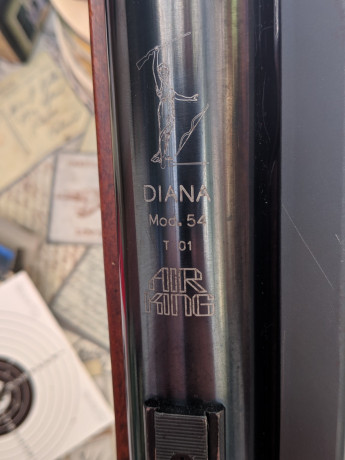 DIANA
Mod. 54
T 01
AIR
KING